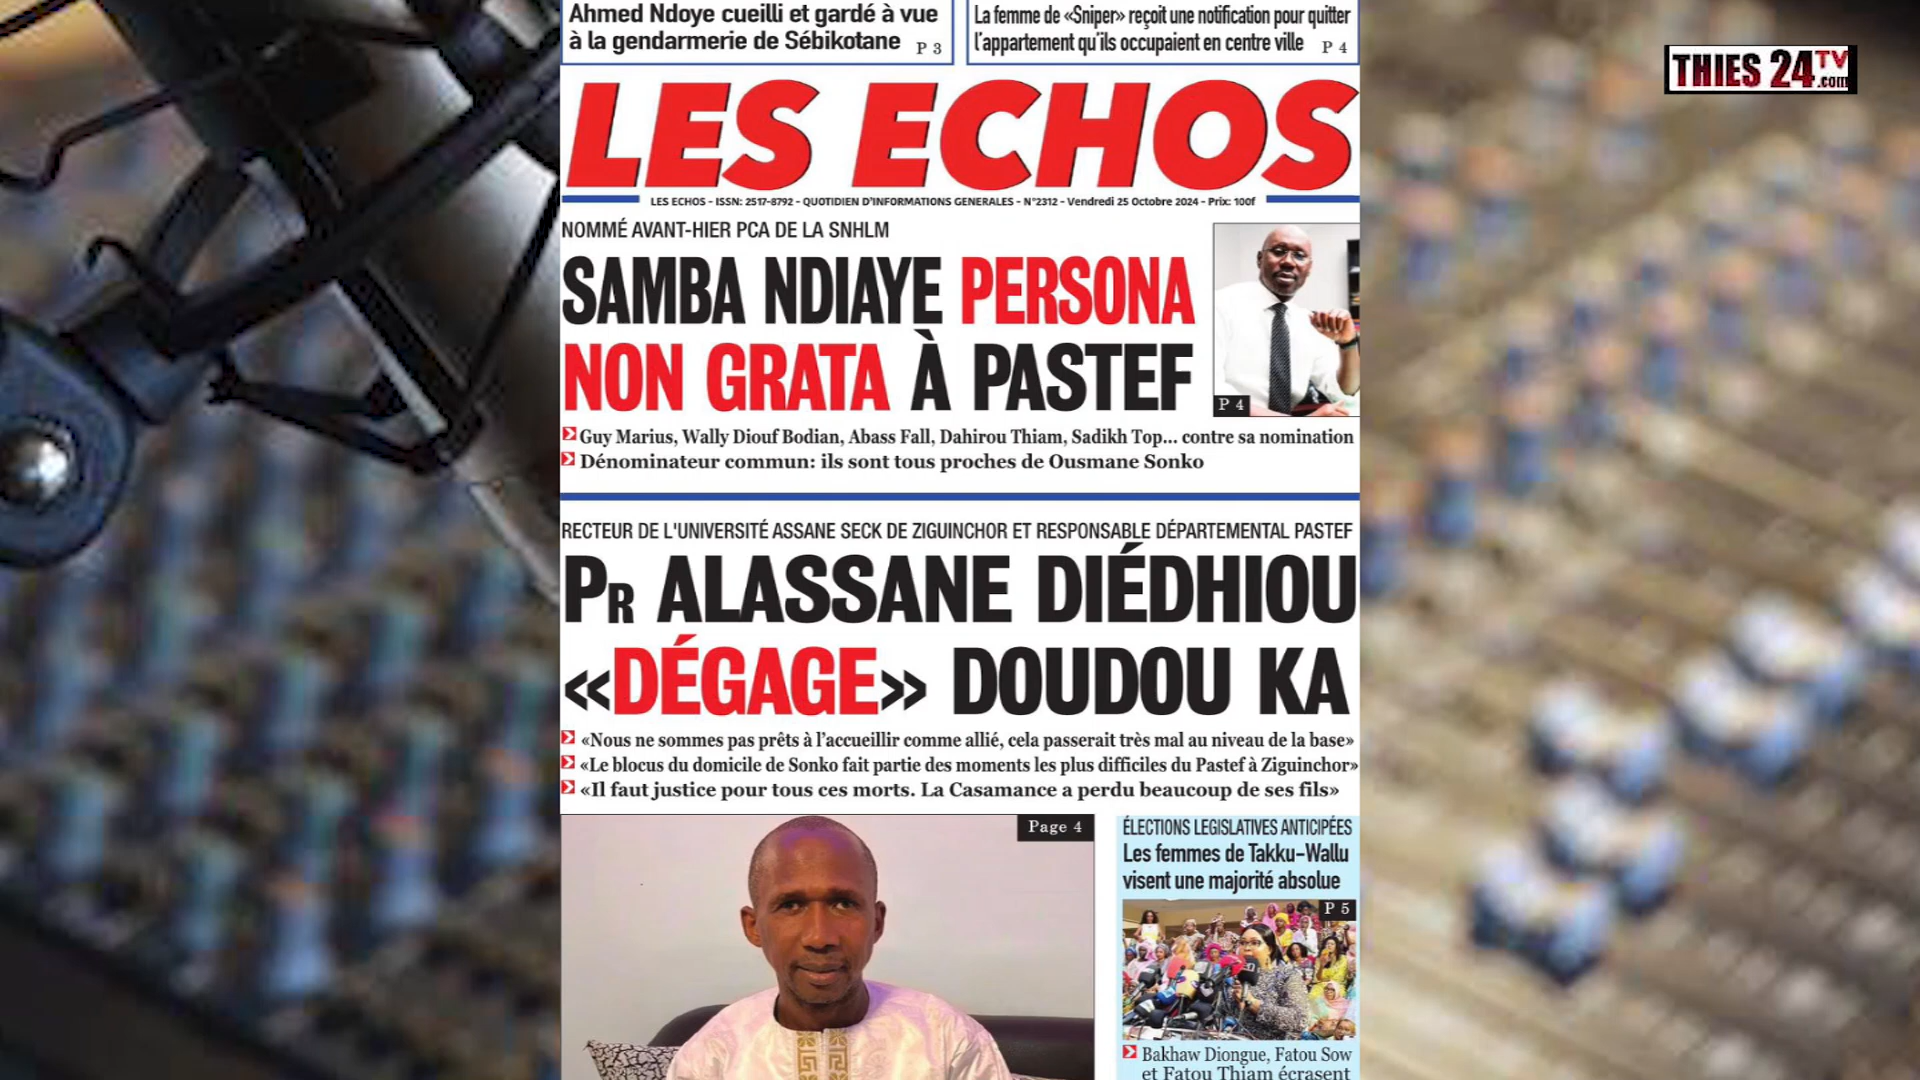 Ahmed Ndoye cueilli et gardé à vue
à la gendarmerie de Sébikotane P 3
La femme de «Sniper» reçoit une notification pour quitter
l'appartement qu'ils occupaient en centre ville P 4
THIES 24 TV
.com
LES ECHOS
LES ECHOS - ISSN: 2517-8792 - QUOTIDIEN D'INFORMATIONS GENERALES - N°2312 - Vendredi 25 Octobre 2024 - Prix: 100f
NOMMÉ AVANT-HIER PCA DE LA SNHLM
SAMBA NDIAYE PERSONA
NON GRATA À PASTEF
P 4
Guy Marius, Wally Diouf Bodian, Abass Fall, Dahirou Thiam, Sadikh Top... contre sa nomination
Dénominateur commun: ils sont tous proches de Ousmane Sonko
RECTEUR DE L'UNIVERSITÉ ASSANE SECK DE ZIGUINCHOR ET RESPONSABLE DÉPARTEMENTAL PASTEF
PR ALASSANE DIÉDHIOU
«DÉGAGE» DOUDOU KA
«Nous ne sommes pas prêts à l'accueillir comme allié, cela passerait très mal au niveau de la base»
«Le blocus du domicile de Sonko fait partie des moments les plus difficiles du Pastef à Ziguinchor»
«Il faut justice pour tous ces morts. La Casamance a perdu beaucoup de ses fils»
Page 4
ÉLECTIONS LEGISLATIVES ANTICIPÉES
Les femmes de Takku-Wallu
visent une majorité absolue
P 5
Bakhaw Diongue, Fatou Sow
et Fatou Thiam écrasent